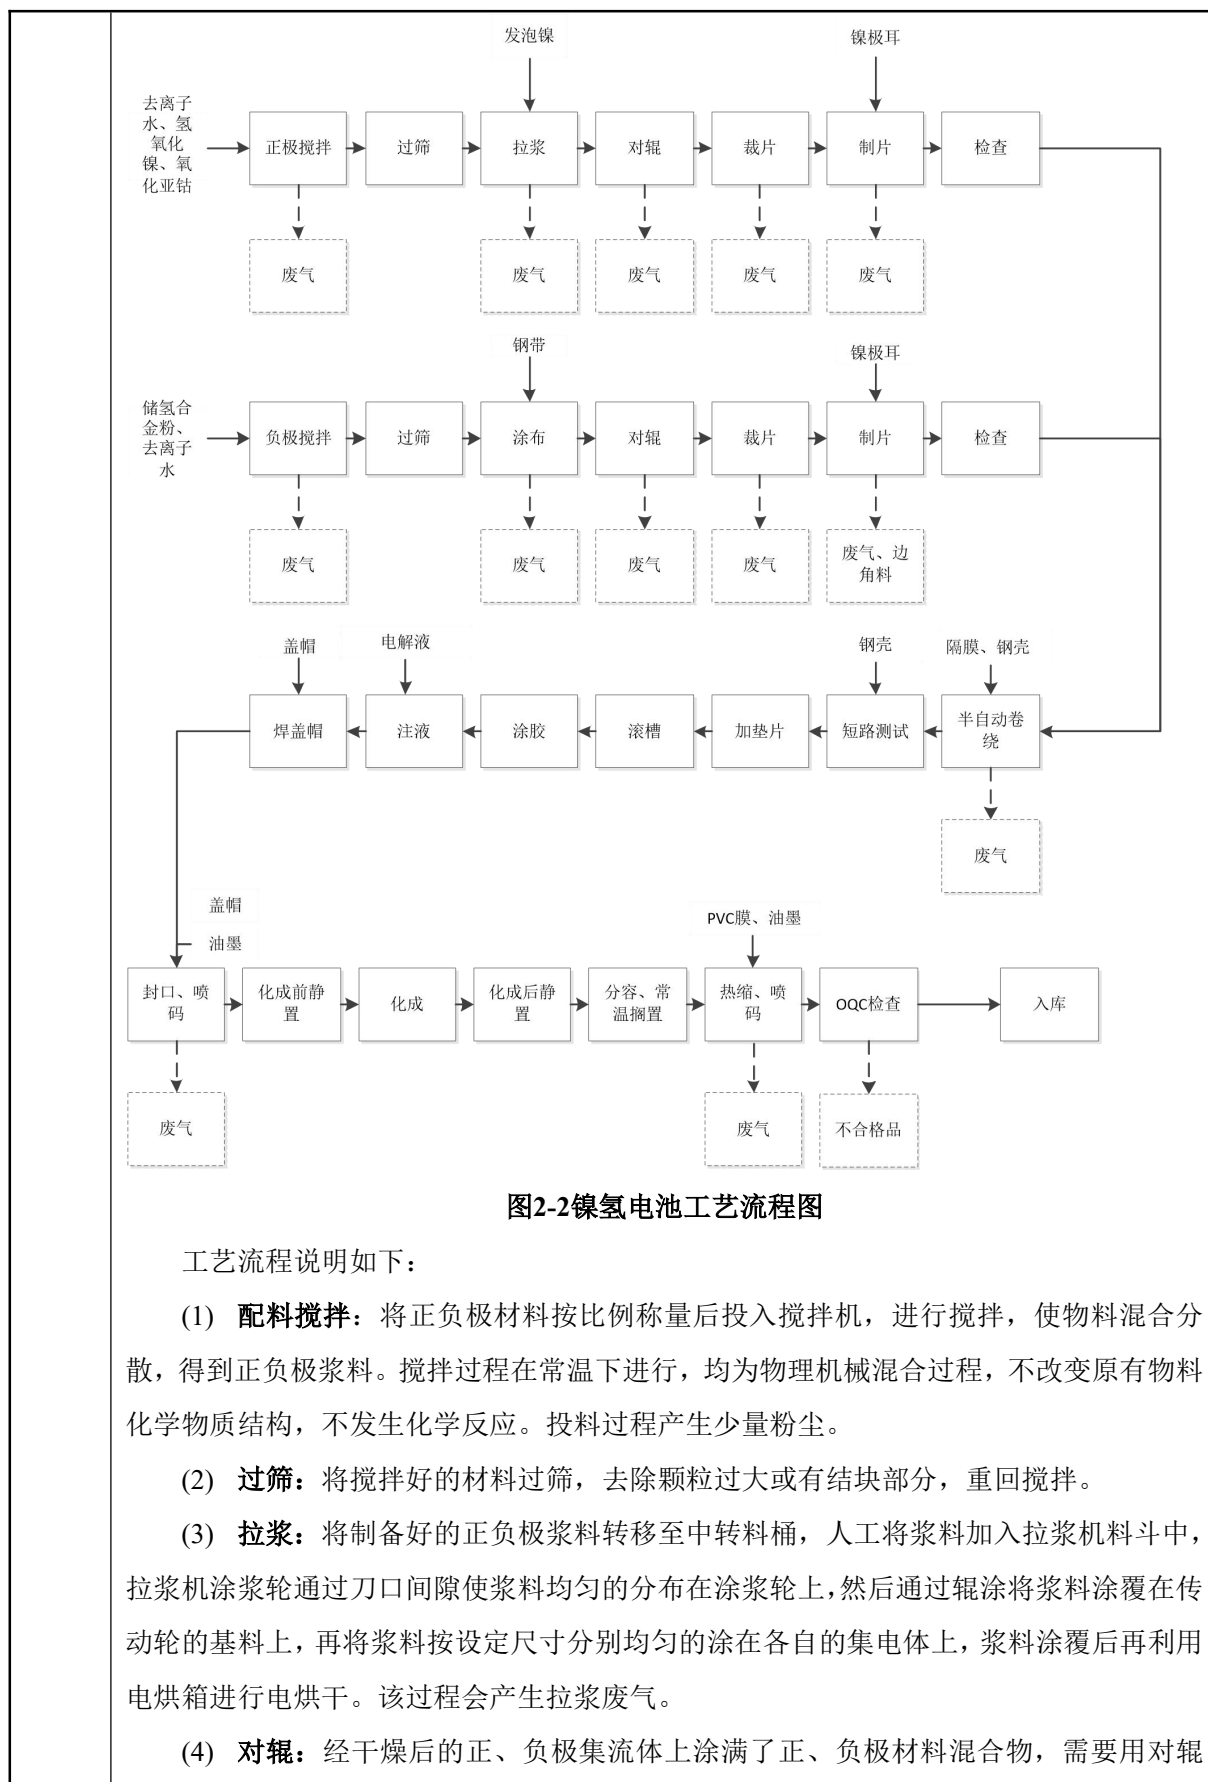 发泡镍
镍极耳
去离子
水、氢
氧化
镍、氧
化亚钴
正极搅拌
过筛
拉浆
对辊
裁片
制片
检查
废气
废气
废气
废气
废气
钢带
镍极耳
储氢合
金粉、
去离子
水
负极搅拌
过筛
涂布
对辊
裁片
制片
检查
废气
废气
废气
废气
废气、边
角料
盖帽
电解液
钢壳
隔膜、钢壳
焊盖帽
注液
涂胶
滚槽
加垫片
短路测试
半自动卷
绕
废气
盖帽
油墨
PVC膜、油墨
封口、喷
码
化成前静
置
化成
化成后静
置
分容、常
温搁置
热缩、喷
码
OQC检查
入库
废气
废气
不合格品
图2-2镍氢电池工艺流程图
工艺流程说明如下：
(1) 配料搅拌：将正负极材料按比例称量后投入搅拌机，进行搅拌，使物料混合分
散，得到正负极浆料。搅拌过程在常温下进行，均为物理机械混合过程，不改变原有物料
化学物质结构，不发生化学反应。投料过程产生少量粉尘。
(2) 过筛：将搅拌好的材料过筛，去除颗粒过大或有结块部分，重回搅拌。
(3) 拉浆：将制备好的正负极浆料转移至中转料桶，人工将浆料加入拉浆机料斗中，
拉浆机涂浆轮通过刀口间隙使浆料均匀的分布在涂浆轮上，然后通过辊涂将浆料涂覆在传
动轮的基料上，再将浆料按设定尺寸分别均匀的涂在各自的集电体上，浆料涂覆后再利用
电烘箱进行电烘干。该过程会产生拉浆废气。
(4) 对辊：经干燥后的正、负极集流体上涂满了正、负极材料混合物，需要用对辊